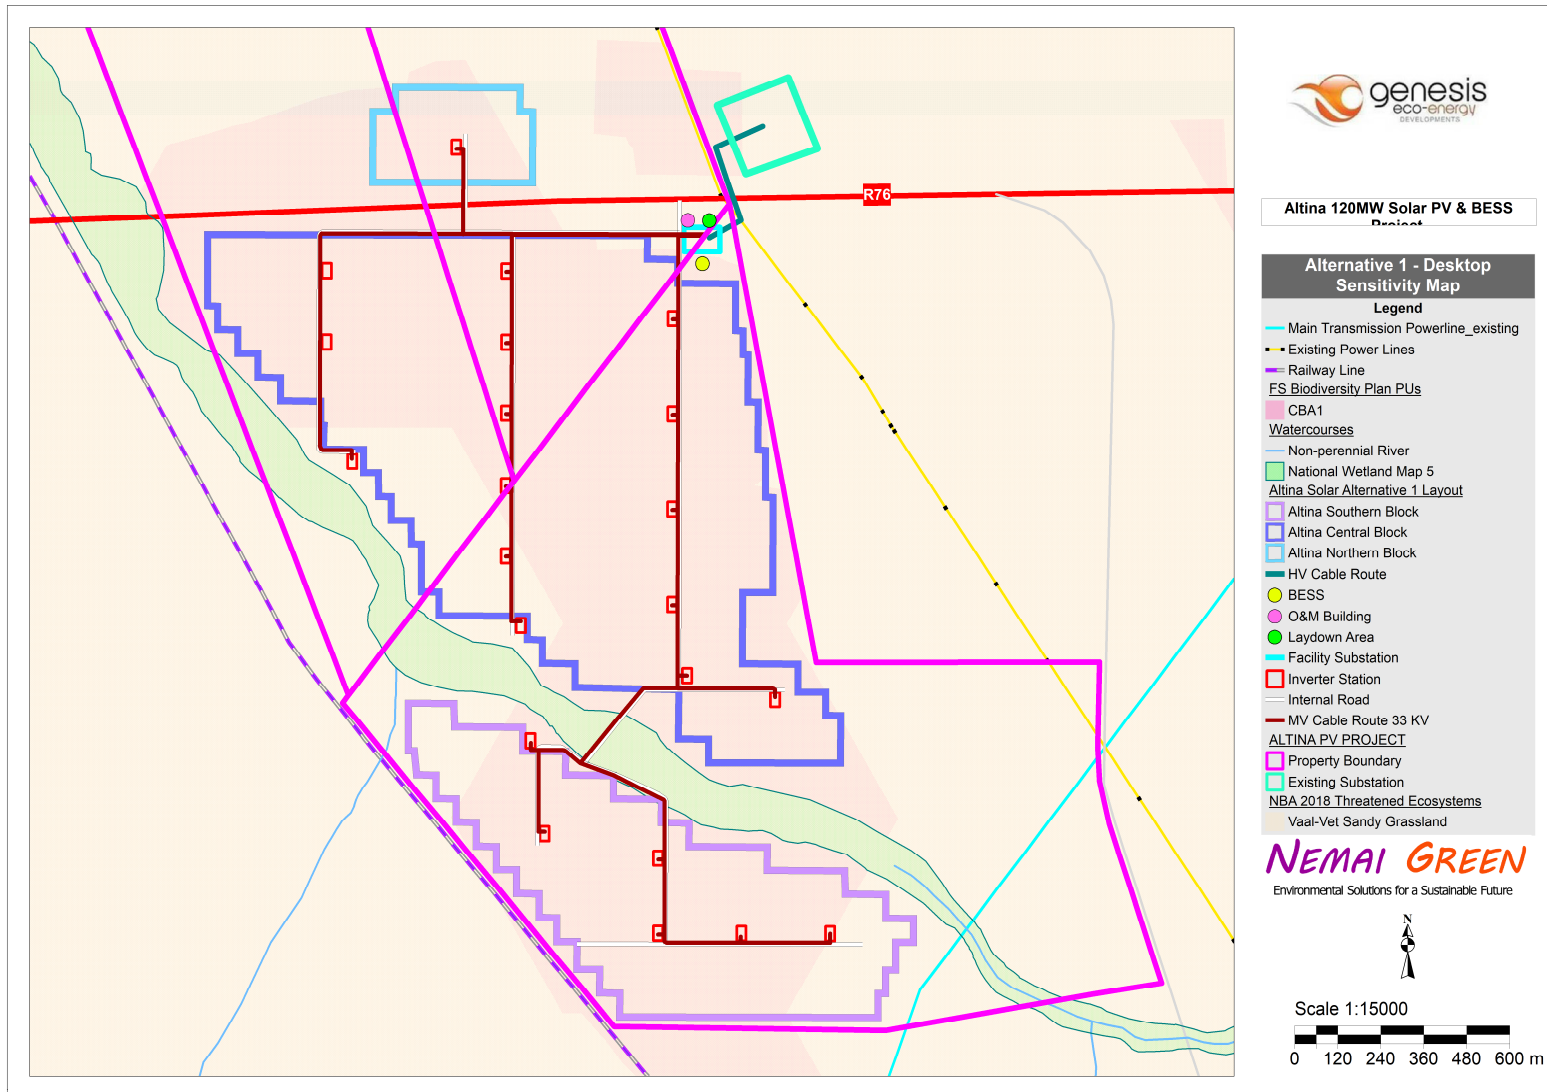 genesis
eco-energy
DEVELOPMENTS
R76
Altina 120MW Solar PV & BESS
Project
Alternative 1 - Desktop
Sensitivity Map
Legend
Main Transmission Powerline_existing
Existing Power Lines
Railway Line
FS Biodiversity Plan PUs
CBA1
Watercourses
Non-perennial River
National Wetland Map 5
Altina Solar Alternative 1 Layout
Altina Southern Block
Altina Central Block
Altina Northern Block
HV Cable Route
BESS
O&M Building
Laydown Area
Facility Substation
Inverter Station
Internal Road
MV Cable Route 33 KV
ALTINA PV PROJECT
Property Boundary
Existing Substation
NBA 2018 Threatened Ecosystems
Vaal-Vet Sandy Grassland
NEMAI GREEN
Environmental Solutions for a Sustainable Future
N
Scale 1:15000
0 120 240 360 480 600 m